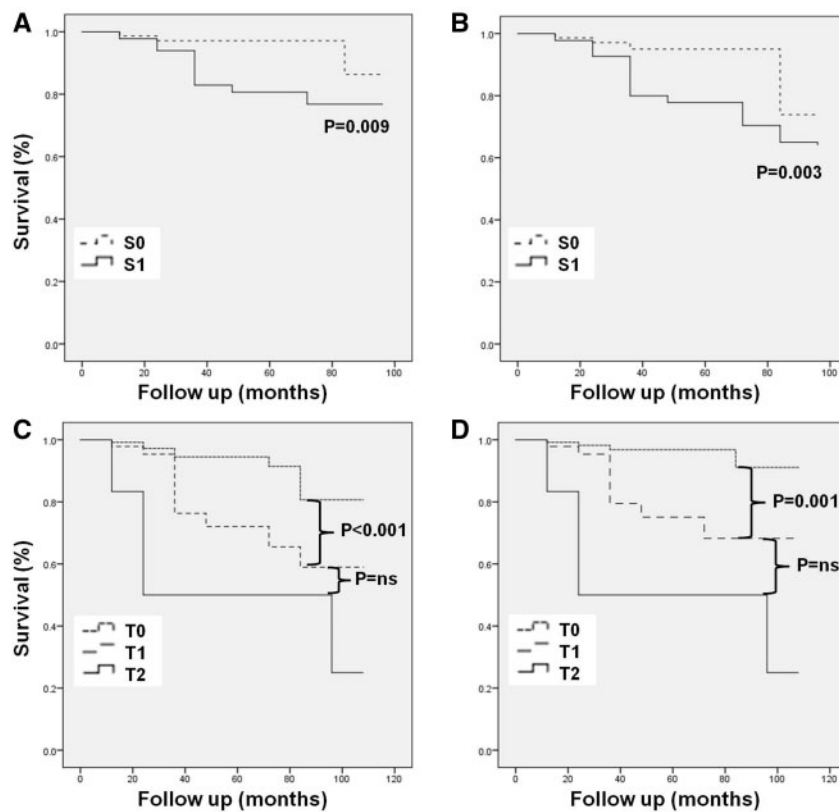 A
Survival (%)
1.0
0.8
0.6
0.4
0.2
0.0
P=0.009
S0
S1
0 20 40 60 80 100
Follow up (months)
B
1.0
0.8
0.6
0.4
0.2
0.0
P=0.003
S0
S1
0 20 40 60 80 100
Follow up (months)
C
Survival (%)
1.0
0.8
0.6
0.4
0.2
0.0
P<0.001
P=ns
T0
T1
T2
0 20 40 60 80 100 120
Follow up (months)
D
1.0
0.8
0.6
0.4
0.2
0.0
P=0.001
P=ns
T0
T1
T2
0 20 40 60 80 100 120
Follow up (months)